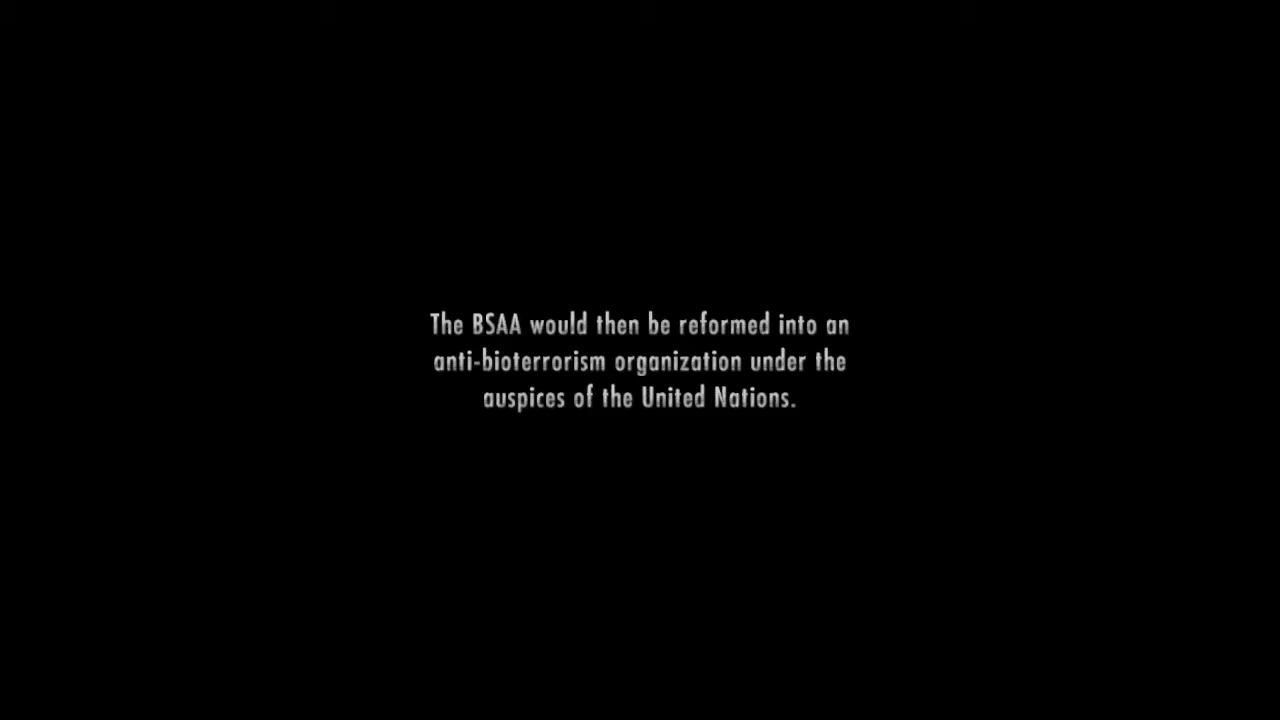 The BSAA would then be reformed into an
anti-bioterrorism organization under the
auspices of the United Nations.